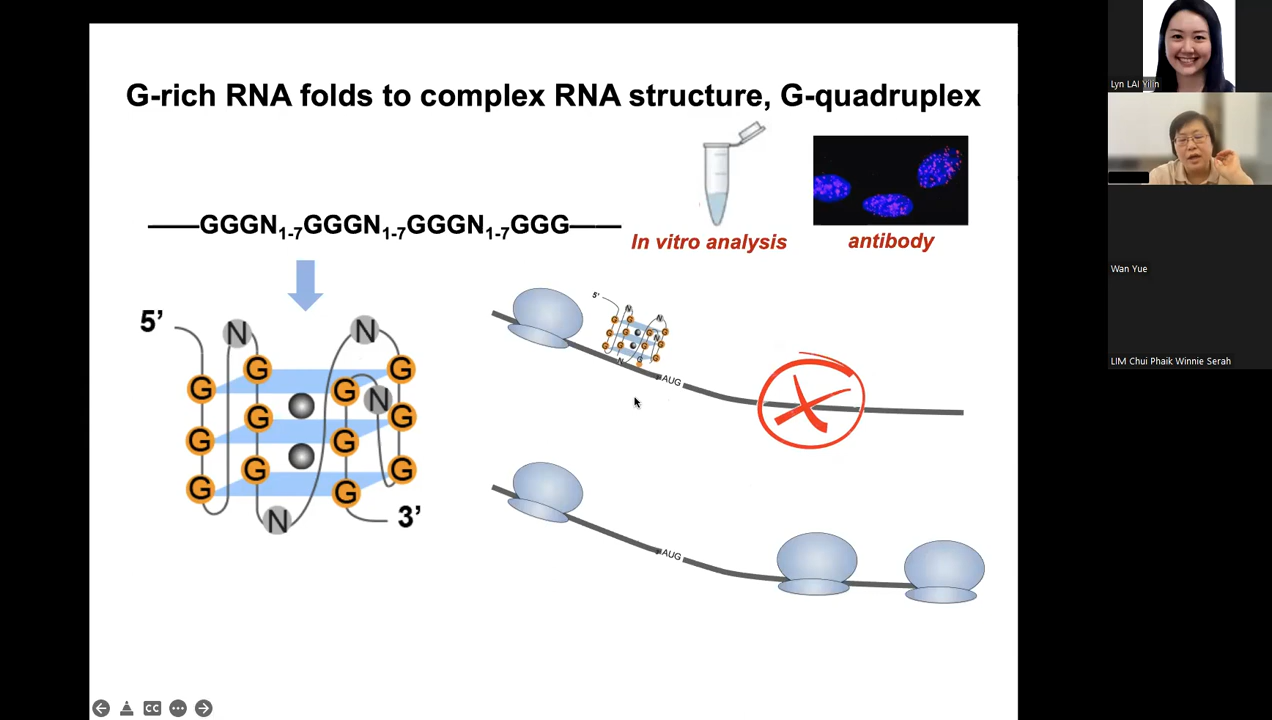 G-rich RNA folds to complex RNA structure, G-quadruplex
GGGN1-7GGGN1-7GGGN1-7GGG
In vitro analysis
antibody
5’
N
N
G
G
G
G
N
G
G
G
G
G
G
G
G
N
3’
5’
N
N
G
G
G
G
G
G
N
G
G
G
G
G
N
G
AUG
AUG
CC
Lyn LAI Yilin
Wan Yue
LIM Chui Phaik Winnie Serah